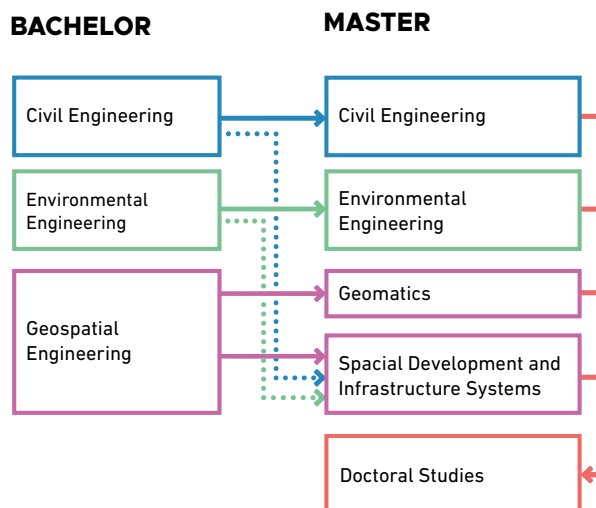 BACHELOR
MASTER
Civil Engineering
Civil Engineering
Environmental
Engineering
Environmental
Engineering
Geomatics
Geospatial
Engineering
Spacial Development and
Infrastructure Systems
Doctoral Studies